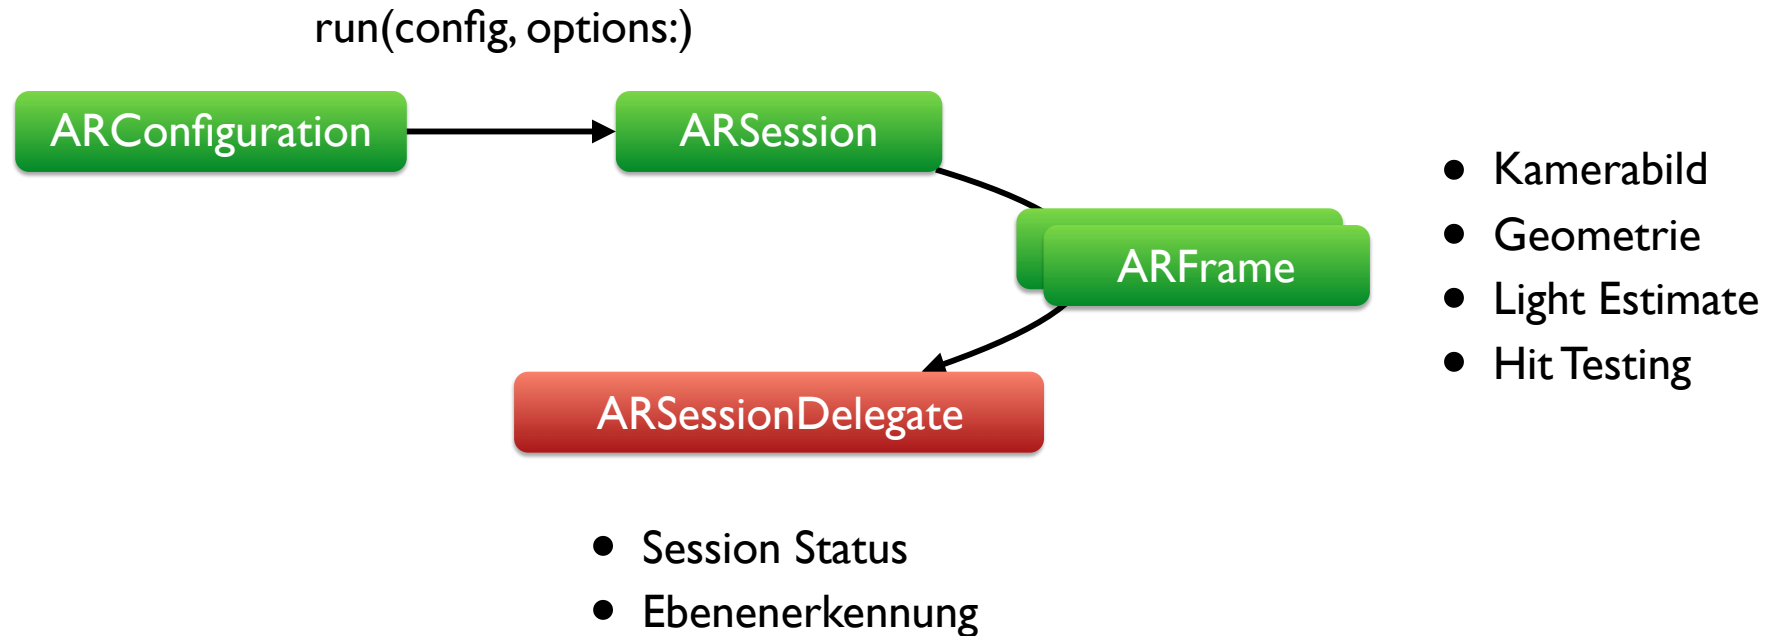 run(config, options:)
ARConfiguration
ARSession
ARFrame
• Kamerabild
• Geometrie
• Light Estimate
• Hit Testing
ARSessionDelegate
• Session Status
• Ebenenerkennung